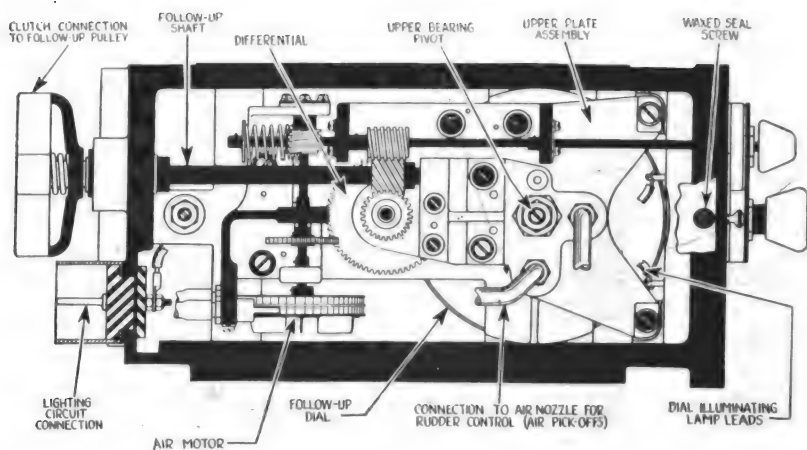 CLUTCH CONNECTION
TO FOLLOW-UP PULLEY
FOLLOW-UP
SHAFT
DIFFERENTIAL
UPPER BEARING
PIVOT
UPPER PLATE
ASSEMBLY
WAXED SEAL
SCREW
LIGHTING
CIRCUIT
CONNECTION
AIR MOTOR
FOLLOW-UP
DIAL
CONNECTION TO AIR NOZZLE FOR
RUDDER CONTROL (AIR PICK-OFFS)
DIAL ILLUMINATING
LAMP LEADS